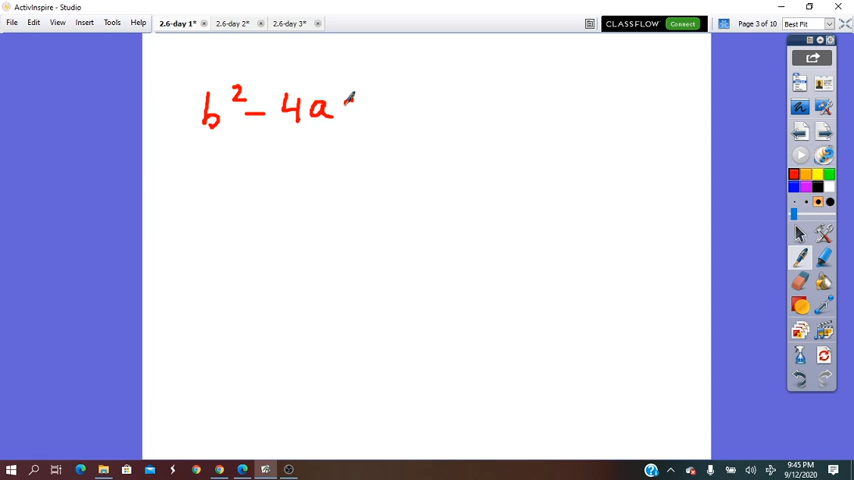 ActivInspire - Studio
File Edit View Insert Tools Help 2.6-day 1* 2.6-day 2* 2.6-day 3* CLASSFLOW Connect Page 3 of 10 Best Fit
b² – 4a
9:45 PM
9/12/2020